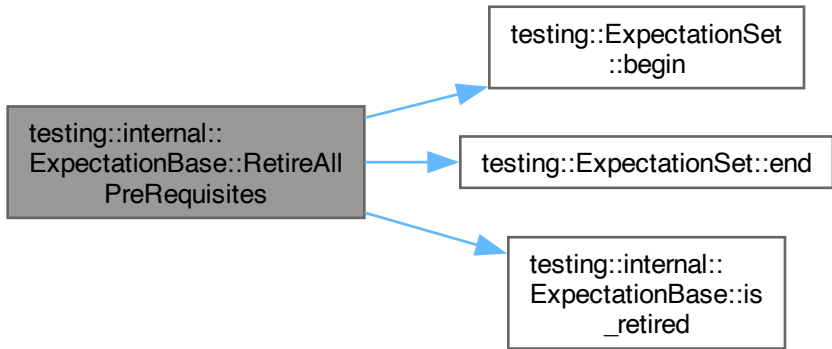 testing::internal::
ExpectationBase::RetireAll
PreRequisites
testing::ExpectationSet
::begin
testing::ExpectationSet::end
testing::internal::
ExpectationBase::is
_retired